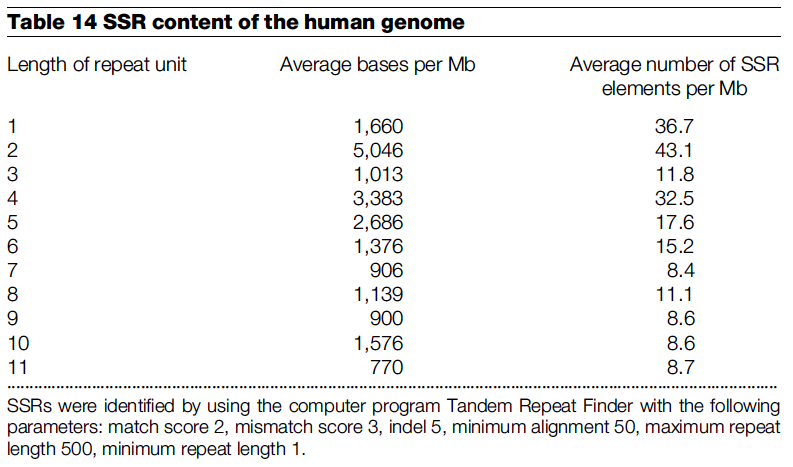 Table 14 SSR content of the human genome
Length of repeat unit Average bases per Mb Average number of SSR elements per Mb
1 1,660 36.7
2 5,046 43.1
3 1,013 11.8
4 3,383 32.5
5 2,686 17.6
6 1,376 15.2
7 906 8.4
8 1,139 11.1
9 900 8.6
10 1,576 8.6
11 770 8.7
SSRs were identified by using the computer program Tandem Repeat Finder with the following
parameters: match score 2, mismatch score 3, indel 5, minimum alignment 50, maximum repeat
length 500, minimum repeat length 1.